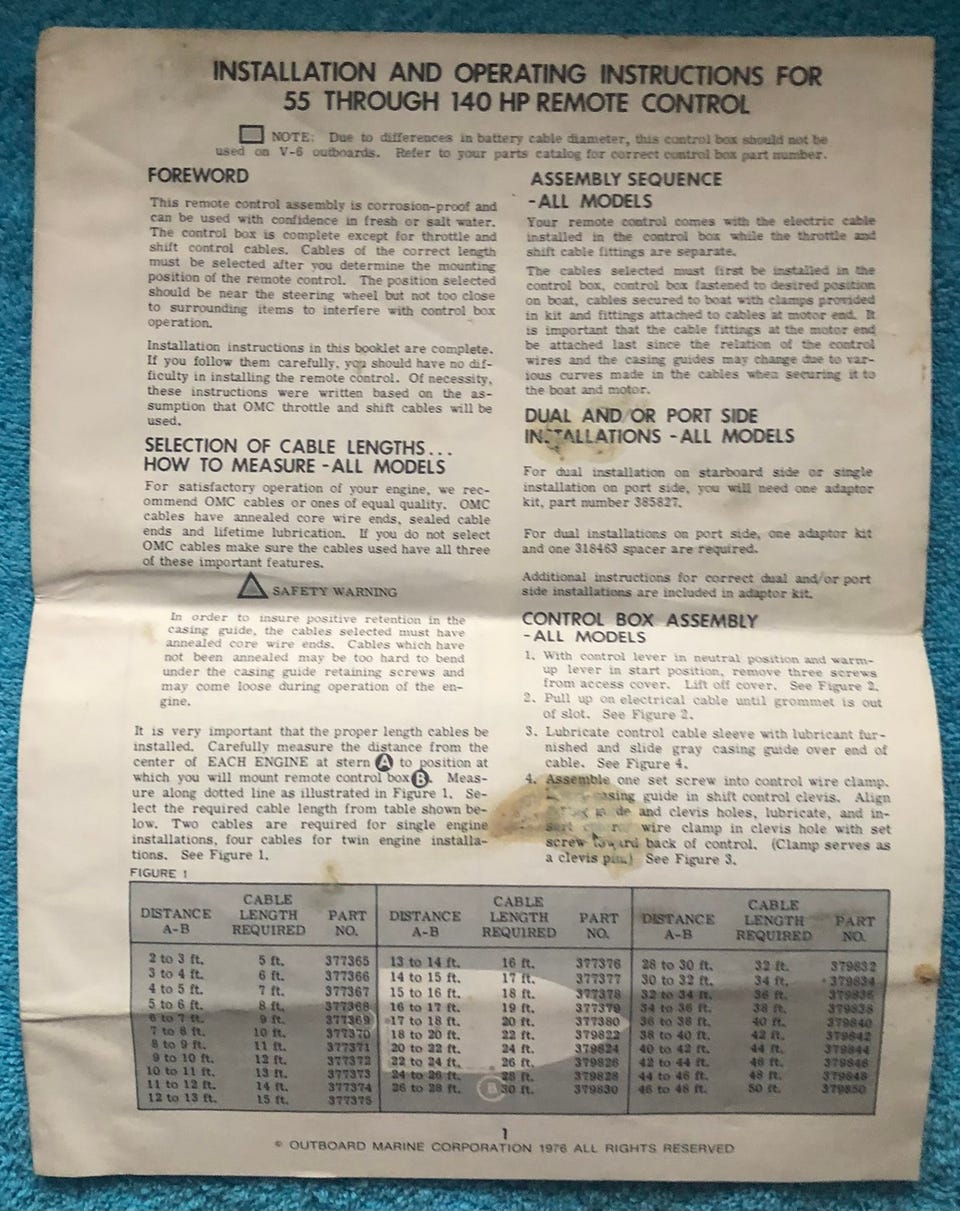 INSTALLATION AND OPERATING INSTRUCTIONS FOR
55 THROUGH 140 HP REMOTE CONTROL
NOTE: Due to differences in battery cable diameter, this control box should not be
used on V-6 outboards. Refer to your parts catalog for correct control box part number.
FOREWORD
This remote control assembly is corrosion-proof and
can be used with confidence in fresh or salt water.
The control box is complete except for throttle and
shift control cables. Cables of the correct length
must be selected after you determine the mounting
position of the remote control. The position selected
should be near the steering wheel but not too close
to surrounding items to interfere with control box
operation.
Installation instructions in this booklet are complete.
If you follow them carefully, you should have no dif-
ficulty in installing the remote control. Of necessity,
these instructions were written based on the as-
sumption that OMC throttle and shift cables will be
used.
SELECTION OF CABLE LENGTHS...
HOW TO MEASURE - ALL MODELS
For satisfactory operation of your engine, we rec-
ommend OMC cables or ones of equal quality. OMC
cables have annealed core wire ends, sealed cable
ends and lifetime lubrication. If you do not select
OMC cables make sure the cables used have all three
of these important features.
SAFETY WARNING
In order to insure positive retention in the
casing guide, the cables selected must have
annealed core wire ends. Cables which have
not been annealed may be too hard to bend
under the casing guide retaining screws and
may come loose during operation of the en-
gine.
It is very important that the proper length cables be
installed. Carefully measure the distance from the
center of EACH ENGINE at stern A to position at
which you will mount remote control box B. Meas-
ure along dotted line as illustrated in Figure 1. Se-
lect the required cable length from table shown be-
low. Two cables are required for single engine
installations, four cables for twin engine installa-
tions. See Figure 1.
ASSEMBLY SEQUENCE
- ALL MODELS
Your remote control comes with the electric cable
installed in the control box while the throttle and
shift cable fittings are separate.
The cables selected must first be installed in the
control box, control box fastened to desired position
on boat, cables secured to boat with clamps provided
in kit and fittings attached to cables at motor end. It
is important that the cable fittings at the motor end
be attached last since the relation of the control
wires and the casing guides may change due to var-
ious curves made in the cables when securing it to
the boat and motor.
DUAL AND/OR PORT SIDE
INSTALLATIONS - ALL MODELS
For dual installation on starboard side or single
installation on port side, you will need one adaptor
kit, part number 385827.
For dual installations on port side, one adaptor kit
and one 318463 spacer are required.
Additional instructions for correct dual and/or port
side installations are included in adaptor kit.
CONTROL BOX ASSEMBLY
- ALL MODELS
1. With control lever in neutral position and warm-
up lever in start position, remove three screws
from access cover. Lift off cover. See Figure 2.
2. Pull up on electrical cable until grommet is out
of slot. See Figure 2.
3. Lubricate control cable sleeve with lubricant fur-
nished and slide gray casing guide over end of
cable. See Figure 4.
4. Assemble one set screw into control wire clamp.
casing guide in shift control clevis. Align
guide and clevis holes, lubricate, and in-
sert wire clamp in clevis hole with set
screw toward back of control. (Clamp serves as
a clevis pin.) See Figure 3.
FIGURE 1
DISTANCE A-B CABLE LENGTH REQUIRED PART NO.
2 to 3 ft. 5 ft. 377365
3 to 4 ft. 6 ft. 377366
4 to 5 ft. 7 ft. 377367
5 to 6 ft. 8 ft. 377368
6 to 7 ft. 9 ft. 377369
7 to 8 ft. 10 ft. 377370
8 to 9 ft. 11 ft. 377371
9 to 10 ft. 12 ft. 377372
10 to 11 ft. 13 ft. 377373
11 to 12 ft. 14 ft. 377374
12 to 13 ft. 15 ft. 377375
DISTANCE A-B CABLE LENGTH REQUIRED PART NO.
13 to 14 ft. 16 ft. 377376
14 to 15 ft. 17 ft. 377377
15 to 16 ft. 18 ft. 377378
16 to 17 ft. 19 ft. 377379
17 to 18 ft. 20 ft. 377380
18 to 20 ft. 22 ft. 379822
20 to 22 ft. 24 ft. 379824
22 to 24 ft. 26 ft. 379826
24 to 26 ft. 28 ft. 379828
26 to 28 ft. 30 ft. 379830
B
DISTANCE A-B CABLE LENGTH REQUIRED PART NO.
28 to 30 ft. 32 ft. 379832
30 to 32 ft. 34 ft. 379834
32 to 34 ft. 36 ft. 379836
34 to 36 ft. 38 ft. 379838
36 to 38 ft. 40 ft. 379840
38 to 40 ft. 42 ft. 379842
40 to 42 ft. 44 ft. 379844
42 to 44 ft. 46 ft. 379846
44 to 46 ft. 48 ft. 379848
46 to 48 ft. 50 ft. 379850
1
© OUTBOARD MARINE CORPORATION 1976 ALL RIGHTS RESERVED